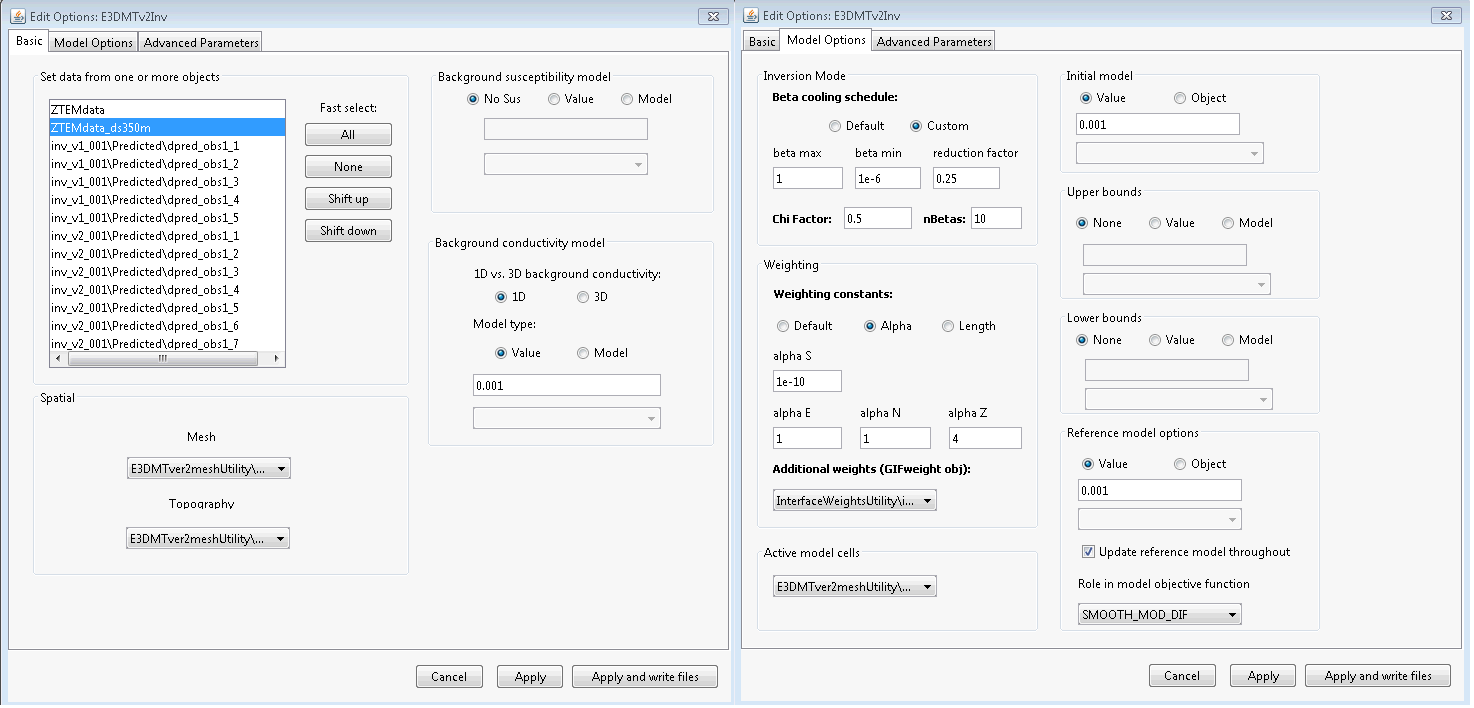 Edit Options: E3DMTv2Inv
Basic Model Options Advanced Parameters
Set data from one or more objects
ZTEMdata
ZTEMdata_ds350m
inv_v1_001\Predicted\dpred_obs1_1
inv_v1_001\Predicted\dpred_obs1_2
inv_v1_001\Predicted\dpred_obs1_3
inv_v1_001\Predicted\dpred_obs1_4
inv_v1_001\Predicted\dpred_obs1_5
inv_v2_001\Predicted\dpred_obs1_1
inv_v2_001\Predicted\dpred_obs1_2
inv_v2_001\Predicted\dpred_obs1_3
inv_v2_001\Predicted\dpred_obs1_4
inv_v2_001\Predicted\dpred_obs1_5
inv_v2_001\Predicted\dpred_obs1_6
inv_v2_001\Predicted\dpred_obs1_7
Fast select:
All
None
Shift up
Shift down
Spatial
Mesh
E3DMTver2meshUtility\...
Topography
E3DMTver2meshUtility\...
Background susceptibility model
No Sus Value Model
Background conductivity model
1D vs. 3D background conductivity:
1D 3D
Model type:
Value Model
0.001
Cancel Apply Apply and write files
Edit Options: E3DMTv2Inv
Basic Model Options Advanced Parameters
Inversion Mode
Beta cooling schedule:
Default Custom
beta max beta min reduction factor
1 1e-6 0.25
Chi Factor: 0.5 nBetas: 10
Weighting
Weighting constants:
Default Alpha Length
alpha S
1e-10
alpha E alpha N alpha Z
1 1 4
Additional weights (GIFweight obj):
InterfaceWeightsUtility\i...
Active model cells
E3DMTver2meshUtility\...
Initial model
Value Object
0.001
Upper bounds
None Value Model
Lower bounds
None Value Model
Reference model options
Value Object
0.001
Update reference model throughout
Role in model objective function
SMOOTH_MOD_DIF
Cancel Apply Apply and write files